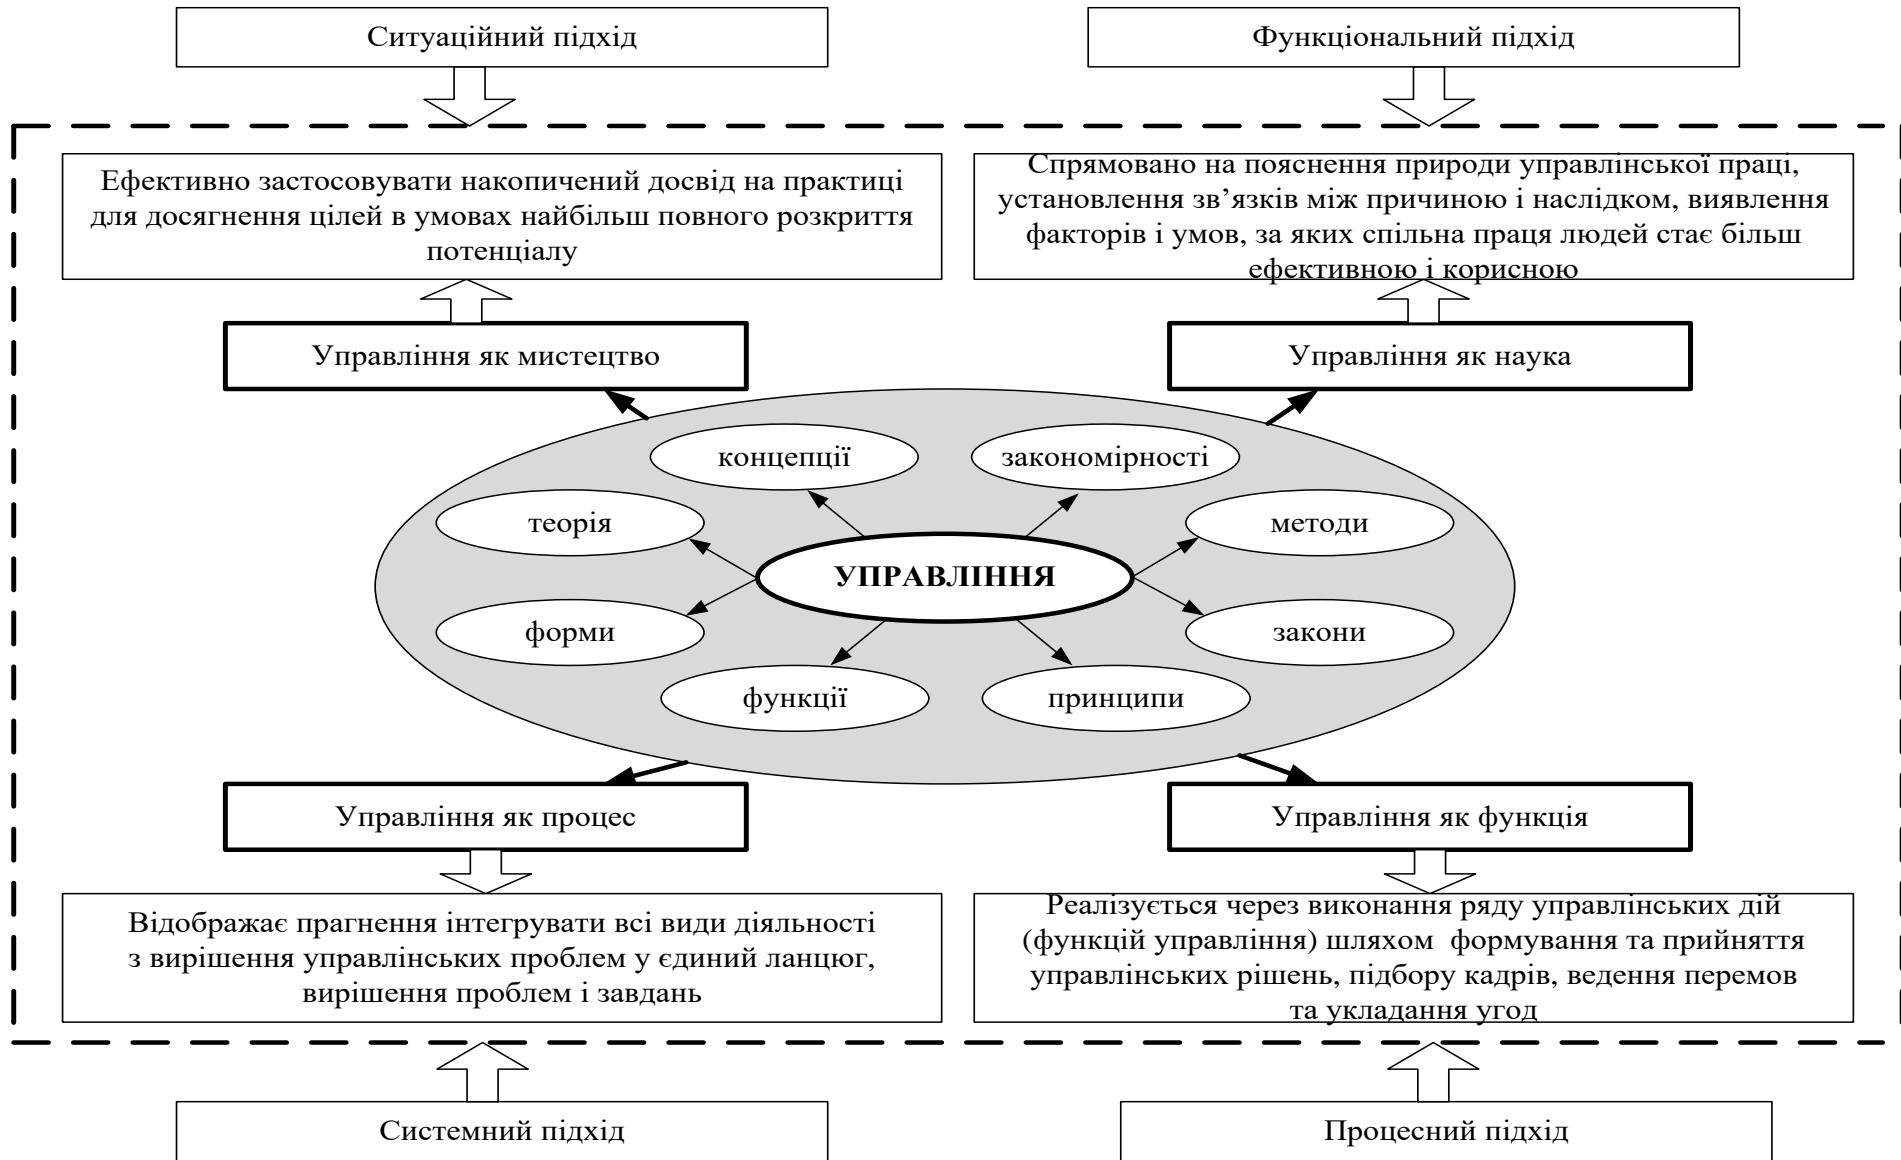 Ситуаційний підхід
Функціональний підхід
Ефективно застосовувати накопичений досвід на практиці
для досягнення цілей в умовах найбільш повного розкриття
потенціалу
Спрямовано на пояснення природи управлінської праці,
установлення зв’язків між причиною і наслідком, виявлення
факторів і умов, за яких спільна праця людей стає більш
ефективною і корисною
Управління як мистецтво
Управління як наука
концепції
закономірності
теорія
методи
УПРАВЛІННЯ
форми
закони
функції
принципи
Управління як процес
Управління як функція
Відображає прагнення інтегрувати всі види діяльності
з вирішення управлінських проблем у єдиний ланцюг,
вирішення проблем і завдань
Реалізується через виконання ряду управлінських дій
(функцій управління) шляхом формування та прийняття
управлінських рішень, підбору кадрів, ведення перемов
та укладання угод
Системний підхід
Процесний підхід